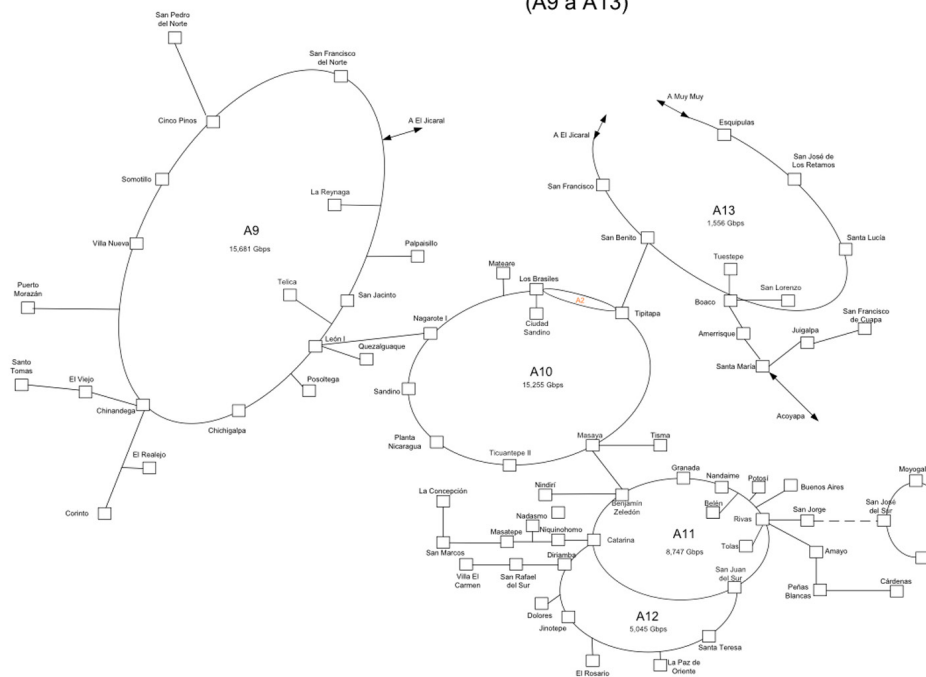 (A9 a A13)
San Pedro
del Norte
San Francisco
del Norte
A El Jicaral
Cinco Pinos
Somotillo
La Reynaga
A9
15,681 Gbps
Villa Nueva
Palpaisillo
Puerto
Morazán
Telica
San Jacinto
León I
Quezalguaque
Santo
Tomas
El Viejo
Posoltega
Chinandega
Chichigalpa
El Realejo
Corinto
A Muy Muy
Esquipulas
A El Jicaral
San José de
Los Retamos
San Francisco
A13
1,556 Gbps
San Benito
Santa Lucía
Tuestepe
San Lorenzo
Boaco
San Francisco
de Cuapa
Amerrisque
Juigalpa
Santa María
Acoyapa
Mateare
Los Brasiles
A2
Ciudad
Sandino
Tipitapa
Nagarote I
A10
15,255 Gbps
Sandino
Planta
Nicaragua
Ticuantepe II
Masaya
Tisma
Granada
Nandaime
Potosí
Buenos Aires
Moyogal
Nindirí
Benjamín
Zeledón
Belén
Rivas
San Jorge
San José
del Sur
La Concepción
Nadasmo
Masatepe
Niquinohomo
Catarina
A11
8,747 Gbps
Tolas
San Marcos
Diriamba
Amayo
Villa El
Carmen
San Rafael
del Sur
San Juan
del Sur
Peñas
Blancas
Cárdenas
Dolores
A12
5,045 Gbps
Jinotepe
Santa Teresa
El Rosario
La Paz de
Oriente